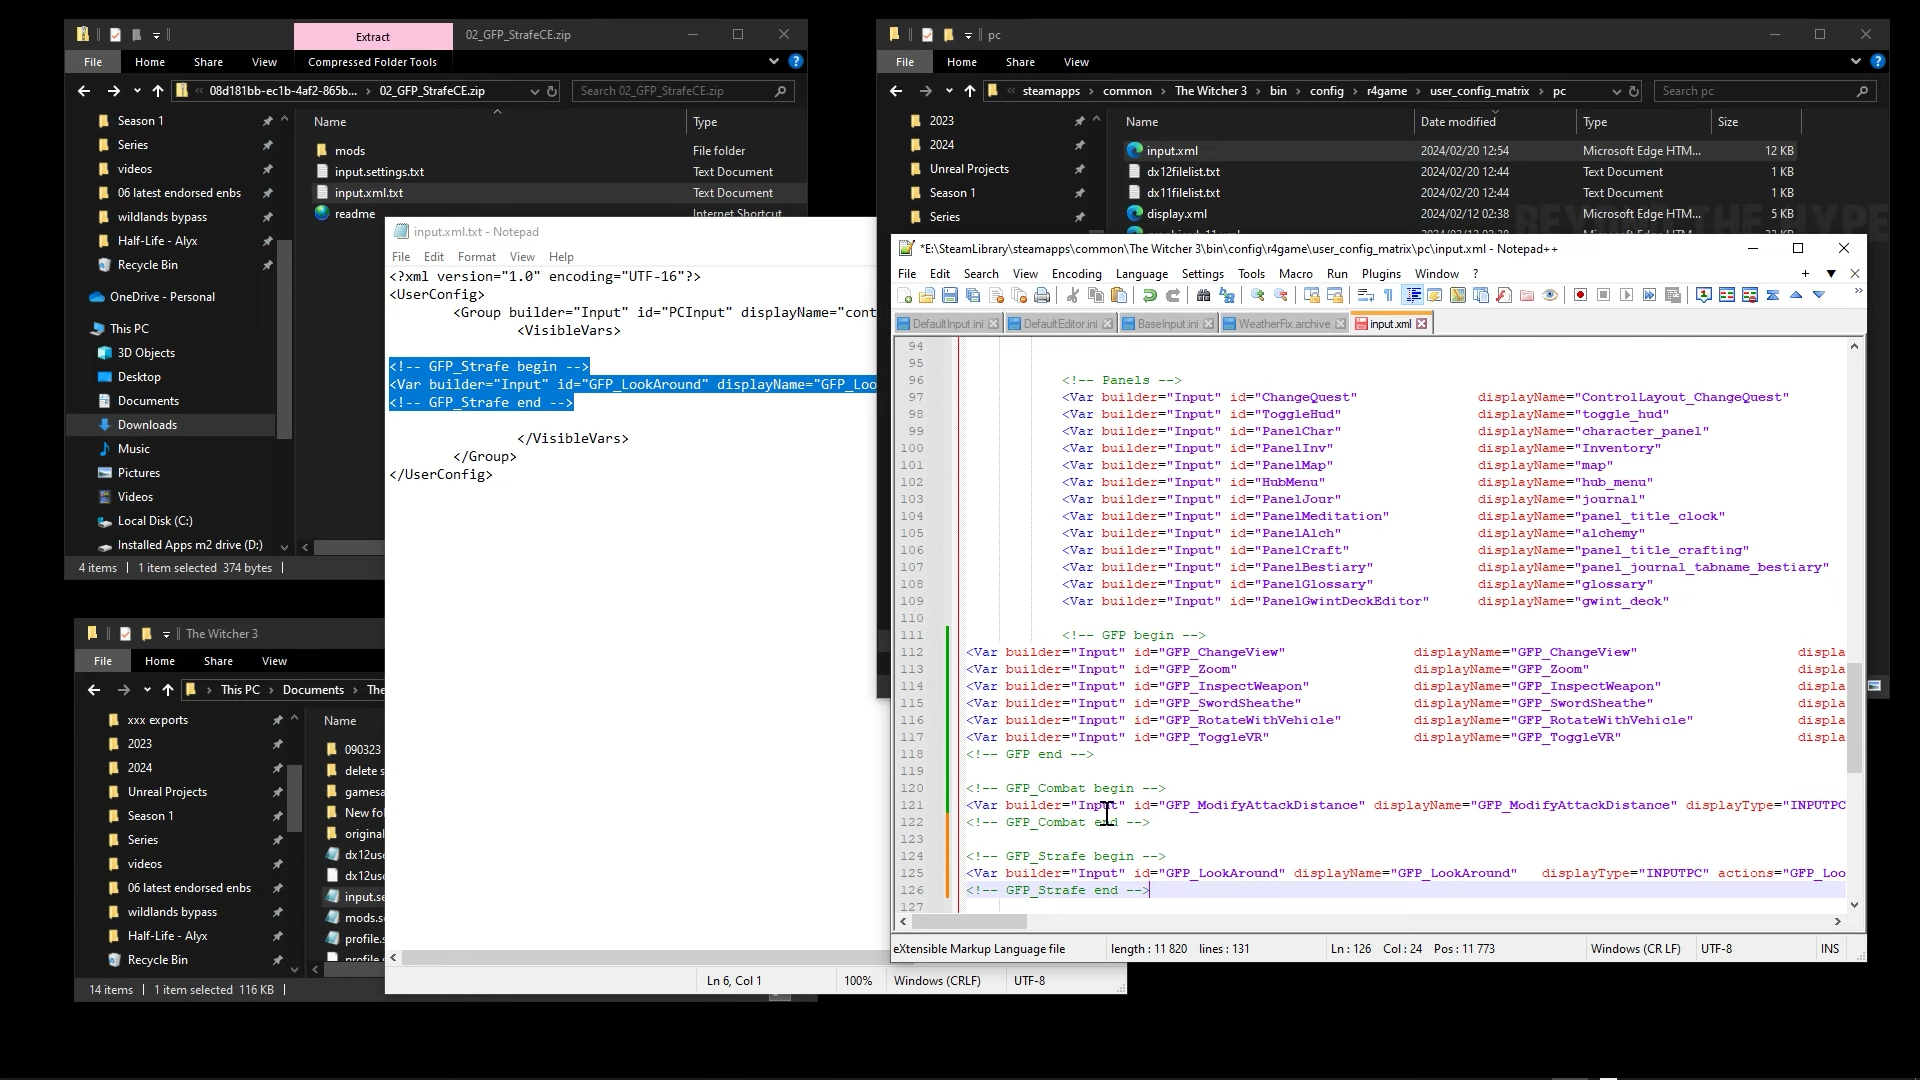 Extract
02_GFP_StrafeCE.zip
File Home Share View Compressed Folder Tools
« 08d181bb-ec1b-4af2-865b... › 02_GFP_StrafeCE.zip
Search 02_GFP_StrafeCE.zip
Season 1
Series
videos
06 latest endorsed enbs
wildlands bypass
Half-Life - Alyx
Recycle Bin
OneDrive - Personal
This PC
3D Objects
Desktop
Documents
Downloads
Music
Pictures
Videos
Local Disk (C:)
Installed Apps m2 drive (D:)
Name Type
mods File folder
input.settings.txt Text Document
input.xml.txt Text Document
readme Internet Shortcut
4 items 1 item selected 374 bytes
pc
File Home Share View
« steamapps › common › The Witcher 3 › bin › config › r4game › user_config_matrix › pc
Search pc
2023
2024
Unreal Projects
Season 1
Series
Name Date modified Type Size
input.xml 2024/02/20 12:54 Microsoft Edge HTM... 12 KB
dx12filelist.txt 2024/02/20 12:44 Text Document 1 KB
dx11filelist.txt 2024/02/20 12:44 Text Document 1 KB
display.xml 2024/02/12 02:38 Microsoft Edge HTM... 5 KB
BEYOND THE HYPE
The Witcher 3
File Home Share View
› This PC › Documents › The
xxx exports
2023
2024
Unreal Projects
Season 1
Series
videos
06 latest endorsed enbs
wildlands bypass
Half-Life - Alyx
Recycle Bin
Name
090323
delete s
gamesa
New fol
original
dx12use
dx12use
input.se
mods.s
profile.s
profile.s
14 items 1 item selected 116 KB
input.xml.txt - Notepad
File Edit Format View Help
<?xml version="1.0" encoding="UTF-16"?>
<UserConfig>
<Group builder="Input" id="PCInput" displayName="cont
<VisibleVars>
<!-- GFP_Strafe begin -->
<Var builder="Input" id="GFP_LookAround" displayName="GFP_Loo
<!-- GFP_Strafe end -->
</VisibleVars>
</Group>
</UserConfig>
Ln 6, Col 1 100% Windows (CRLF) UTF-8
*E:\SteamLibrary\steamapps\common\The Witcher 3\bin\config\r4game\user_config_matrix\pc\input.xml - Notepad++
File Edit Search View Encoding Language Settings Tools Macro Run Plugins Window ?
DefaultInput.ini DefaultEditor.ini BaseInput.ini WeatherFix.archive input.xml
94
95
96 <!-- Panels -->
97 <Var builder="Input" id="ChangeQuest" displayName="ControlLayout_ChangeQuest"
98 <Var builder="Input" id="ToggleHud" displayName="toggle_hud"
99 <Var builder="Input" id="PanelChar" displayName="character_panel"
100 <Var builder="Input" id="PanelInv" displayName="Inventory"
101 <Var builder="Input" id="PanelMap" displayName="map"
102 <Var builder="Input" id="HubMenu" displayName="hub_menu"
103 <Var builder="Input" id="PanelJour" displayName="journal"
104 <Var builder="Input" id="PanelMeditation" displayName="panel_title_clock"
105 <Var builder="Input" id="PanelAlch" displayName="alchemy"
106 <Var builder="Input" id="PanelCraft" displayName="panel_title_crafting"
107 <Var builder="Input" id="PanelBestiary" displayName="panel_journal_tabname_bestiary"
108 <Var builder="Input" id="PanelGlossary" displayName="glossary"
109 <Var builder="Input" id="PanelGwintDeckEditor" displayName="gwint_deck"
110
111 <!-- GFP begin -->
112 <Var builder="Input" id="GFP_ChangeView" displayName="GFP_ChangeView" displa
113 <Var builder="Input" id="GFP_Zoom" displayName="GFP_Zoom" displa
114 <Var builder="Input" id="GFP_InspectWeapon" displayName="GFP_InspectWeapon" displa
115 <Var builder="Input" id="GFP_SwordSheathe" displayName="GFP_SwordSheathe" displa
116 <Var builder="Input" id="GFP_RotateWithVehicle" displayName="GFP_RotateWithVehicle" displa
117 <Var builder="Input" id="GFP_ToggleVR" displayName="GFP_ToggleVR" displa
118 <!-- GFP end -->
119
120 <!-- GFP_Combat begin -->
121 <Var builder="Input" id="GFP_ModifyAttackDistance" displayName="GFP_ModifyAttackDistance" displayType="INPUTPC
122 <!-- GFP_Combat end -->
123
124 <!-- GFP_Strafe begin -->
125 <Var builder="Input" id="GFP_LookAround" displayName="GFP_LookAround" displayType="INPUTPC" actions="GFP_Loo
126 <!-- GFP_Strafe end -->
127
eXtensible Markup Language file length : 11 820 lines : 131 Ln : 126 Col : 24 Pos : 11 773 Windows (CR LF) UTF-8 INS